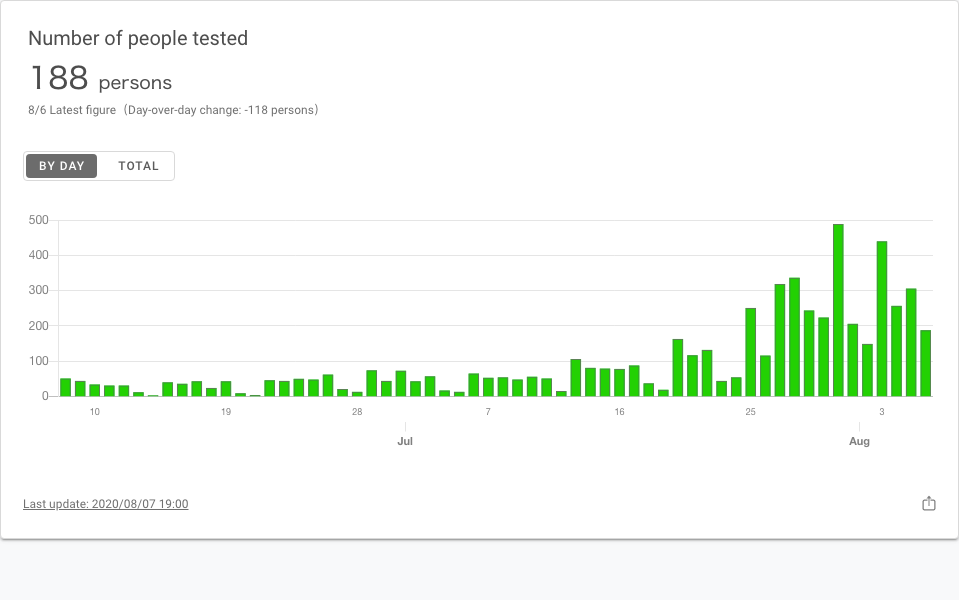 Number of people tested
188 persons
8/6 Latest figure（Day-over-day change: -118 persons）
BY DAY TOTAL
500
400
300
200
100
0
10 19 28 7 16 25 3
Jul Aug
Last update: 2020/08/07 19:00